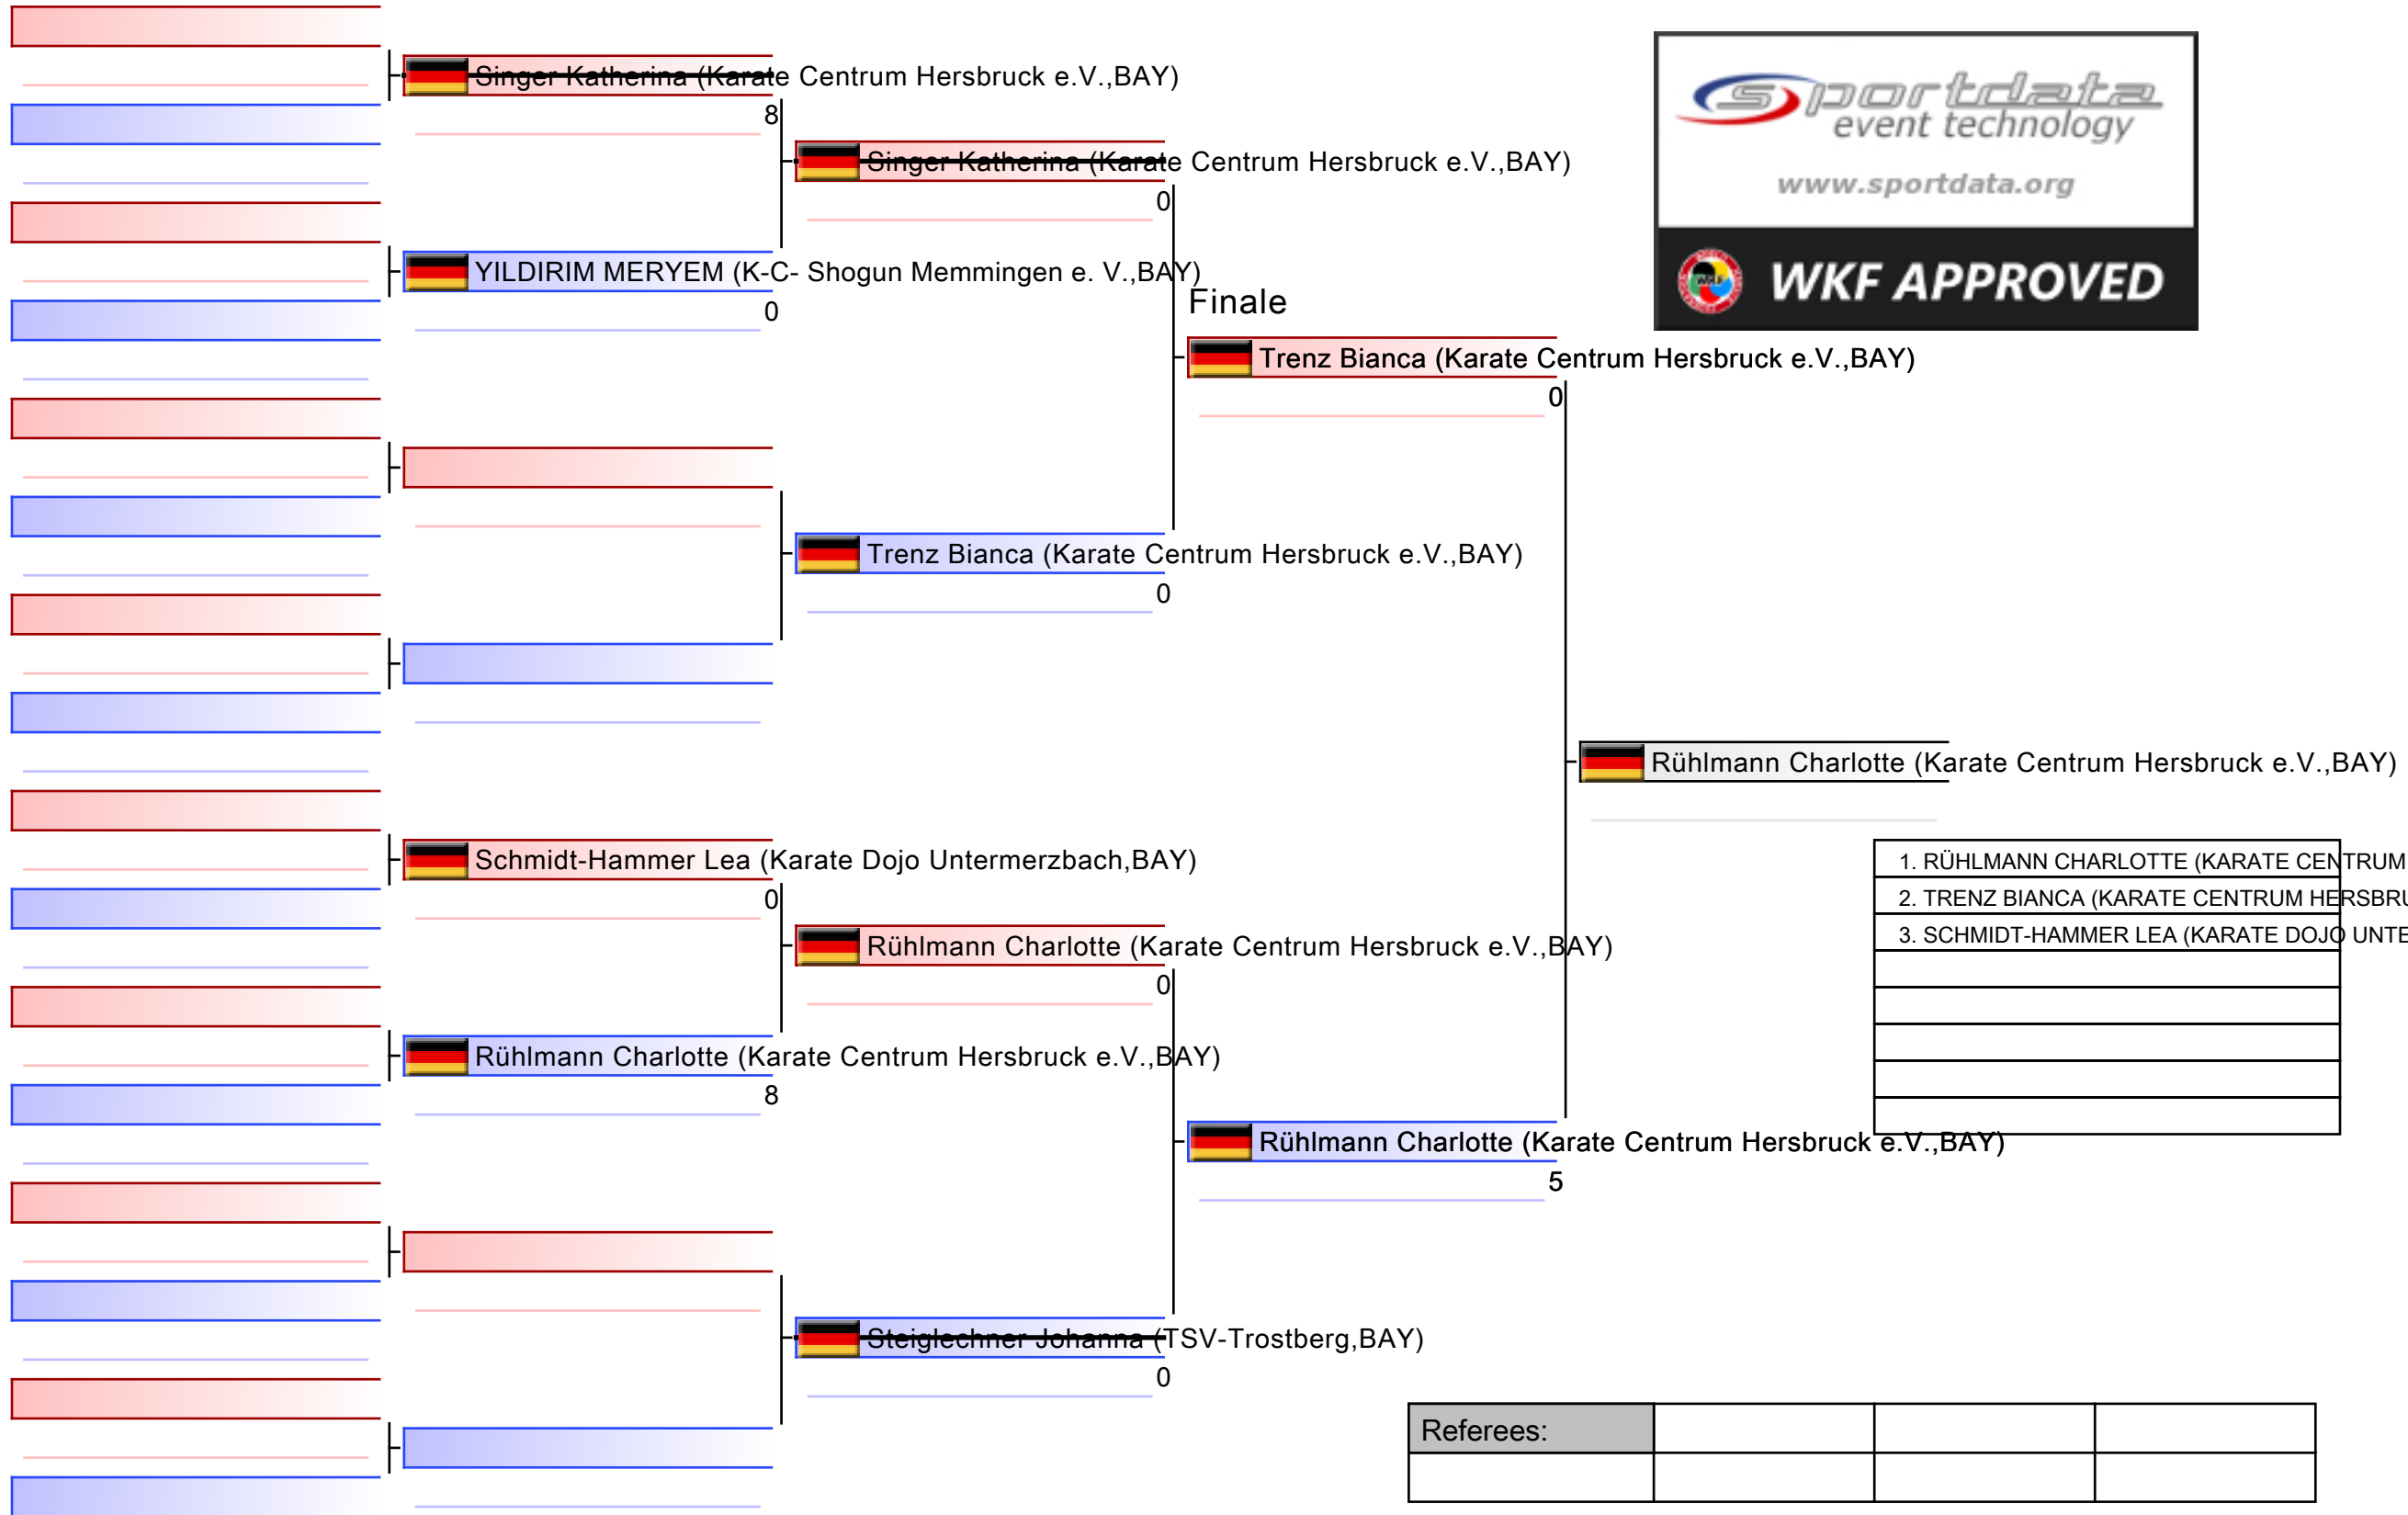 Singer Katherina (Karate Centrum Hersbruck e.V.,BAY)
8
Singer Katherina (Karate Centrum Hersbruck e.V.,BAY)
0
YILDIRIM MERYEM (K-C- Shogun Memmingen e. V.,BAY)
0
Finale
Trenz Bianca (Karate Centrum Hersbruck e.V.,BAY)
0
Trenz Bianca (Karate Centrum Hersbruck e.V.,BAY)
0
Rühlmann Charlotte (Karate Centrum Hersbruck e.V.,BAY)
Schmidt-Hammer Lea (Karate Dojo Untermerzbach,BAY)
0
Rühlmann Charlotte (Karate Centrum Hersbruck e.V.,BAY)
0
Rühlmann Charlotte (Karate Centrum Hersbruck e.V.,BAY)
8
Rühlmann Charlotte (Karate Centrum Hersbruck e.V.,BAY)
5
Steiglechner Johanna (TSV-Trostberg,BAY)
0
sportdata
event technology
www.sportdata.org
WKF
WKF APPROVED
1. RÜHLMANN CHARLOTTE (KARATE CENTRUM
2. TRENZ BIANCA (KARATE CENTRUM HERSBRU
3. SCHMIDT-HAMMER LEA (KARATE DOJO UNTE
Referees: